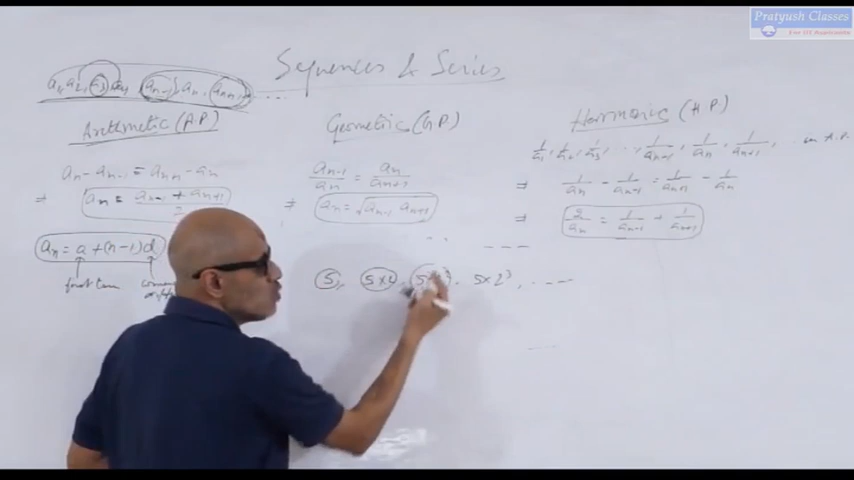 Pratyush Classes
Sequences & Series
a₁, a₂, -3, a₄ aₙ₋₁, aₙ, aₙ₊₁, ...
Arithmetic (A.P)
aₙ - aₙ₋₁ = aₙ₊₁ - aₙ
⇒ aₙ = (aₙ₋₁ + aₙ₊₁)/2
aₙ = a + (n-1)d
first term
Geometric (G.P)
aₙ₋₁/aₙ = aₙ/aₙ₊₁
⇒ aₙ = √(aₙ₋₁ aₙ₊₁)
5, 5×2, 5×2³, ....
Harmonic (H.P.)
1/a₁, 1/a₂, 1/a₃, ..., 1/aₙ₋₁, 1/aₙ, 1/aₙ₊₁, .. in A.P.
⇒ 1/aₙ - 1/aₙ₋₁ = 1/aₙ₊₁ - 1/aₙ
⇒ 2/aₙ = 1/aₙ₋₁ + 1/aₙ₊₁